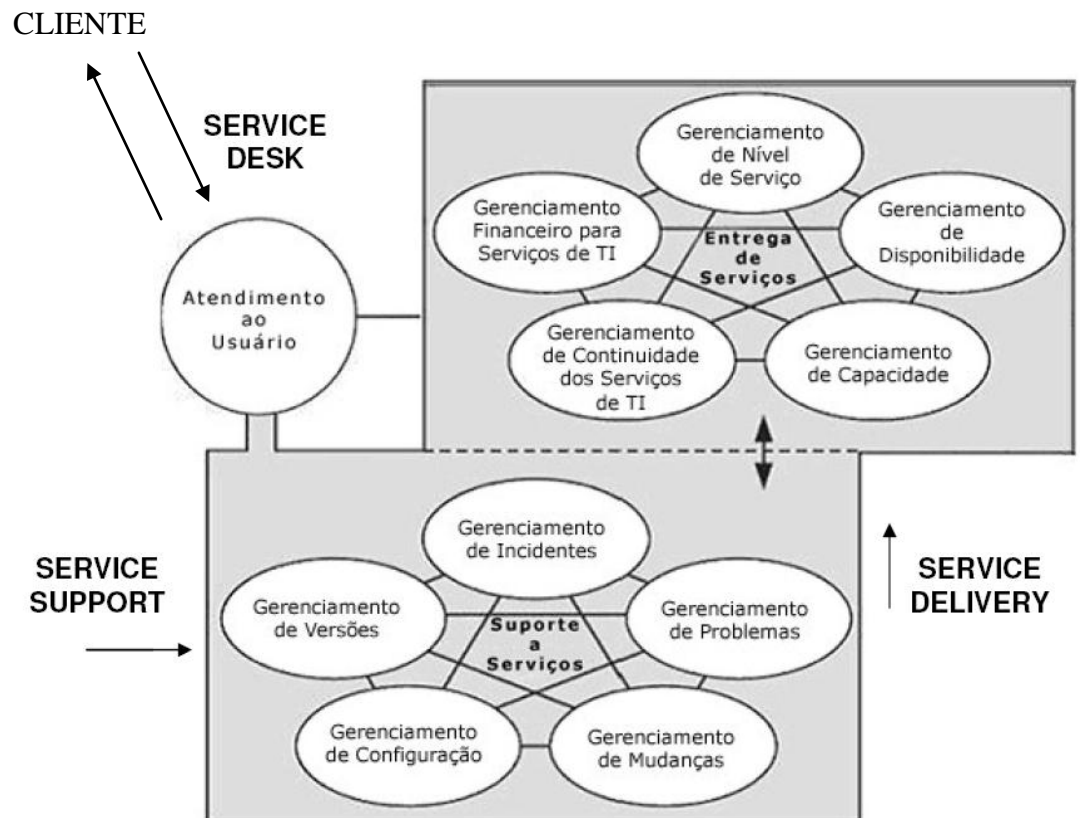 CLIENTE
SERVICE
DESK
Atendimento
ao
Usuário
Gerenciamento
de Nível
de Serviço
Gerenciamento
Financeiro para
Serviços de TI
Entrega
de
Serviços
Gerenciamento
de
Disponibilidade
Gerenciamento
de Continuidade
dos Serviços
de TI
Gerenciamento
de Capacidade
SERVICE
SUPPORT
Gerenciamento
de Incidentes
Gerenciamento
de Versões
Suporte
a
Serviços
Gerenciamento
de Problemas
Gerenciamento
de Configuração
Gerenciamento
de Mudanças
SERVICE
DELIVERY